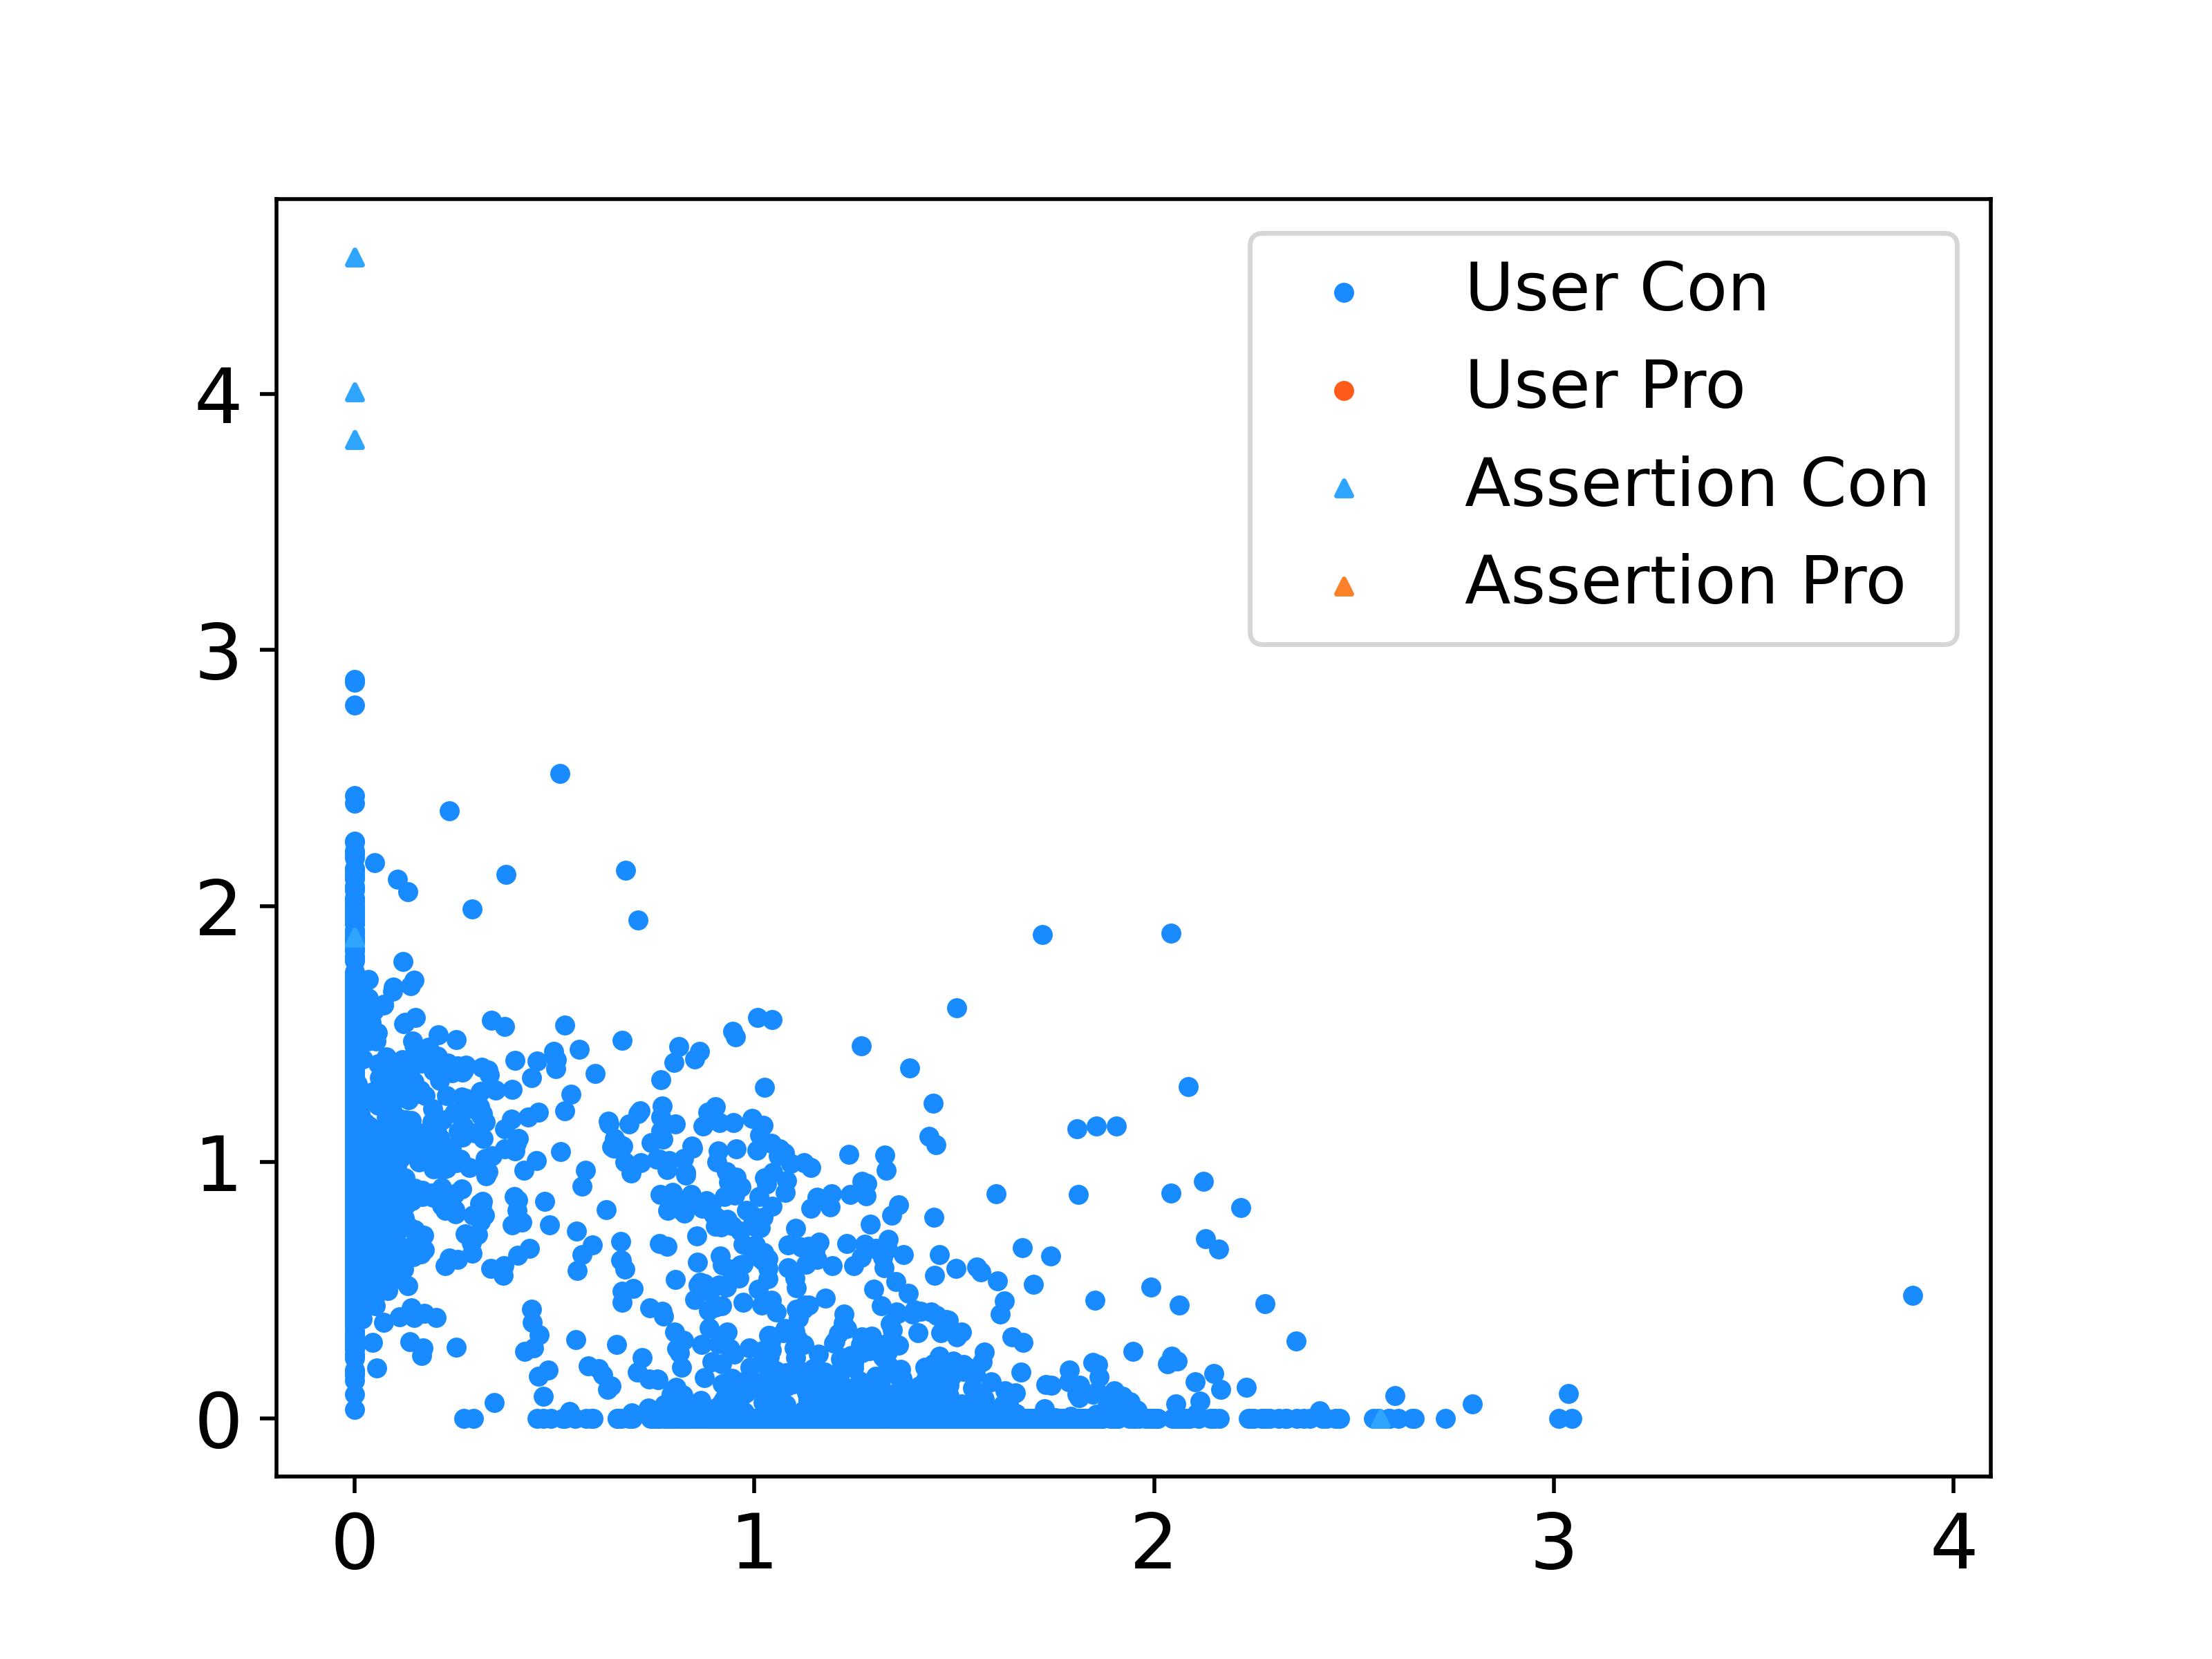 User Con
User Pro
Assertion Con
Assertion Pro
4
3
2
1
0
0 1 2 3 4